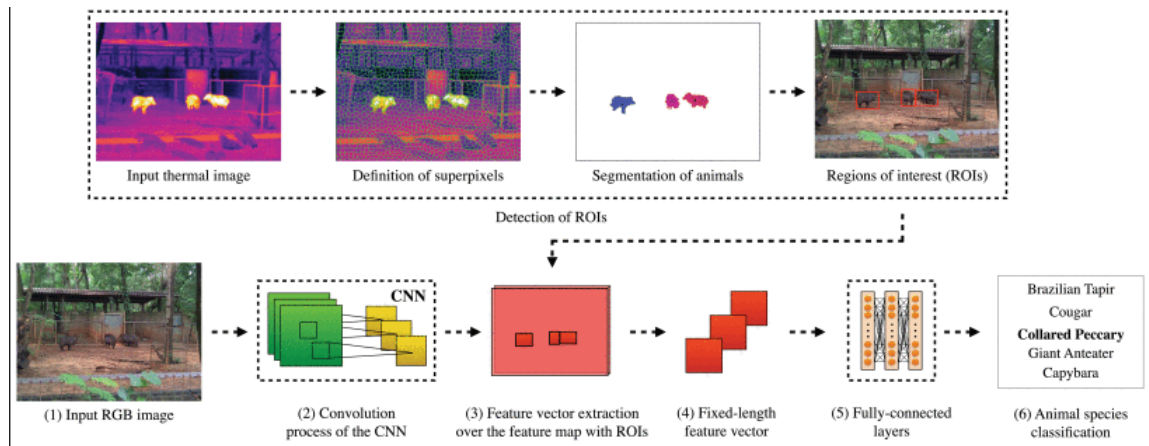 Input thermal image
Definition of superpixels
Segmentation of animals
Regions of interest (ROIs)
Detection of ROIs
CNN
Brazilian Tapir
Cougar
Collared Peccary
Giant Anteater
Capybara
(1) Input RGB image
(2) Convolution
process of the CNN
(3) Feature vector extraction
over the feature map with ROIs
(4) Fixed-length
feature vector
(5) Fully-connected
layers
(6) Animal species
classification